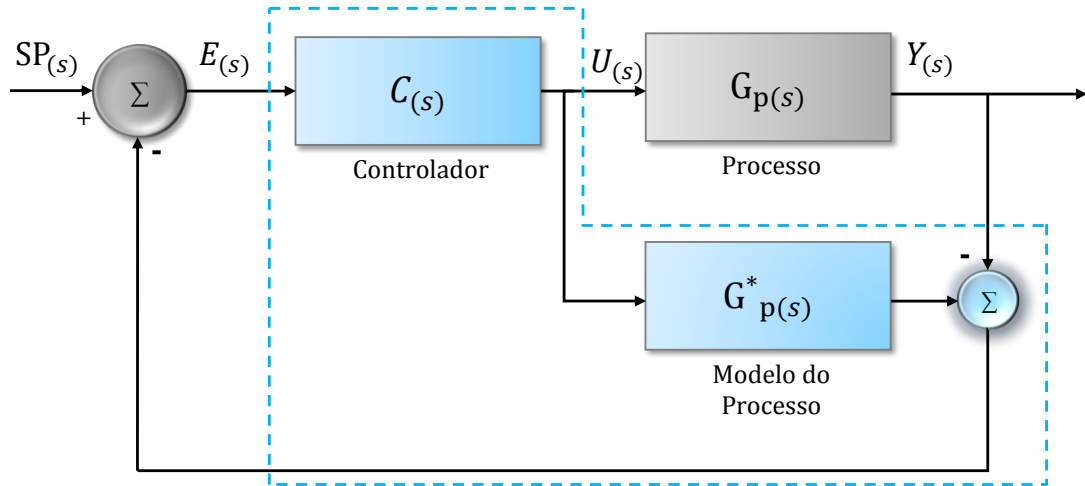 SP(s)
E(s)
C(s)
U(s)
Gp(s)
Y(s)
Σ
+
-
Controlador
Processo
-
G*p(s)
Σ
Modelo do
Processo